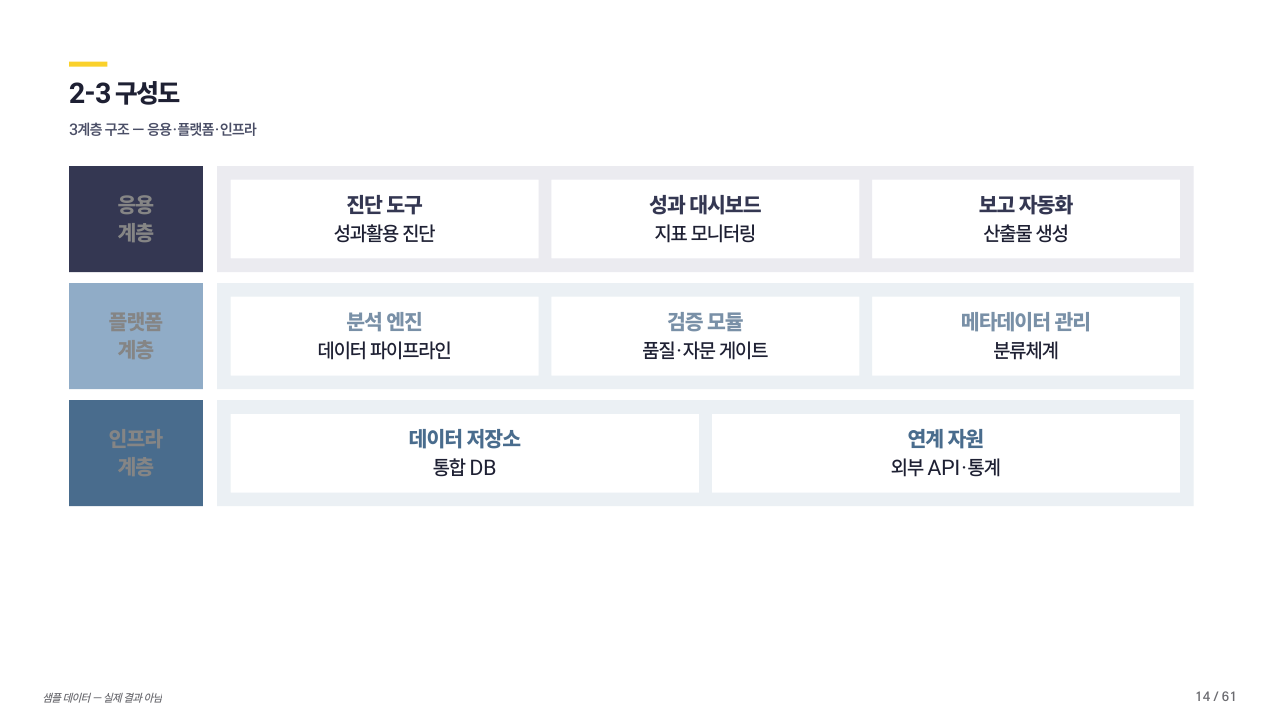 2-3 구성도
3계층 구조 — 응용·플랫폼·인프라
응용
계층
진단 도구
성과활용 진단
성과 대시보드
지표 모니터링
보고 자동화
산출물 생성
플랫폼
계층
분석 엔진
데이터 파이프라인
검증 모듈
품질·자문 게이트
메타데이터 관리
분류체계
인프라
계층
데이터 저장소
통합 DB
연계 자원
외부 API·통계
샘플 데이터 — 실제 결과 아님
14 / 61